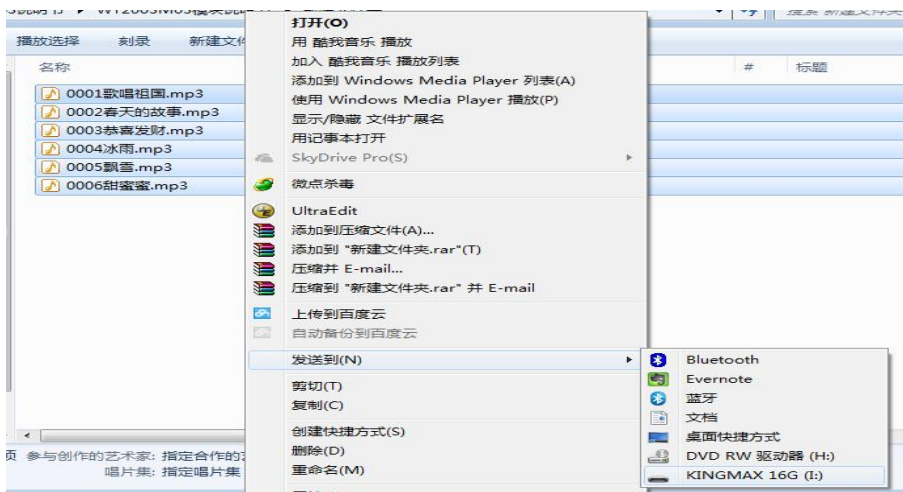 播放选择 刻录
名称
# 标题
0001歌唱祖国.mp3
0002春天的故事.mp3
0003恭喜发财.mp3
0004冰雨.mp3
0005飘雪.mp3
0006甜蜜蜜.mp3
打开(O)
用 酷我音乐 播放
加入 酷我音乐 播放列表
添加到 Windows Media Player 列表(A)
使用 Windows Media Player 播放(P)
显示/隐藏 文件扩展名
用记事本打开
SkyDrive Pro(S)
微点杀毒
UltraEdit
添加到压缩文件(A)...
添加到 "新建文件夹.rar"(T)
压缩并 E-mail...
压缩到 "新建文件夹.rar" 并 E-mail
上传到百度云
自动备份到百度云
发送到(N)
剪切(T)
复制(C)
创建快捷方式(S)
删除(D)
重命名(M)
Bluetooth
Evernote
蓝牙
文档
桌面快捷方式
DVD RW 驱动器 (H:)
KINGMAX 16G (I:)
参与创作的艺术家: 指定合作的
唱片集: 指定唱片集